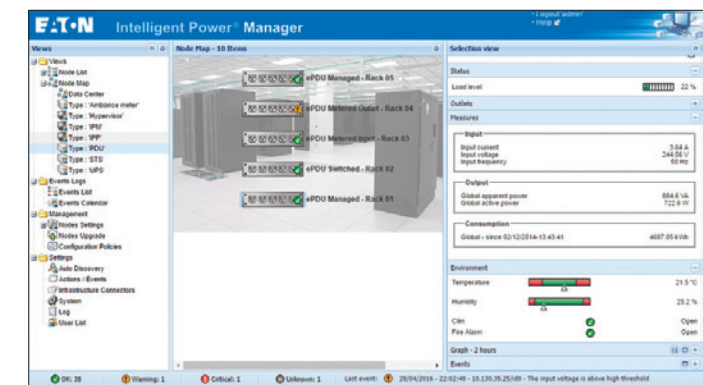 EATON Intelligent Power® Manager
Logout 'admin'
Help
Views
Node Map - 10 Items
Selection view
Views
Node List
Node Map
Data Center
Type : 'Ambiance meter'
Type : 'Hypervisor'
Type : 'IPM'
Type : 'IPP'
Type : 'PDU'
Type : 'STS'
Type : 'UPS'
Events Logs
Events List
Events Calendar
Management
Nodes Settings
Nodes Upgrade
Configuration Policies
Settings
Auto Discovery
Actions / Events
Infrastructure Connectors
System
Log
User List
ePDU Managed - Rack 05
ePDU Metered Outlet - Rack 04
ePDU Metered Input - Rack 03
ePDU Switched - Rack 02
ePDU Managed - Rack 01
Status
Load level 22 %
Outlets
Measures
Input
Input current 3.64 A
Input voltage 244.06 V
Input frequency 50 Hz
Output
Global apparent power 884.6 VA
Global active power 722.6 W
Consumption
Global - since 02/12/2014-13:43:41 4087.05 kWh
Environment
Temperature 21.5 °C
Humidity 25.2 %
Clim Open
Fire Alarm Open
Graph - 2 hours
Events
OK: 38 Warning: 1 Critical: 1 Unknown: 1 Last event: 28/04/2016 - 22:02:48 - 10.130.35.25/id0 - The input voltage is above high threshold